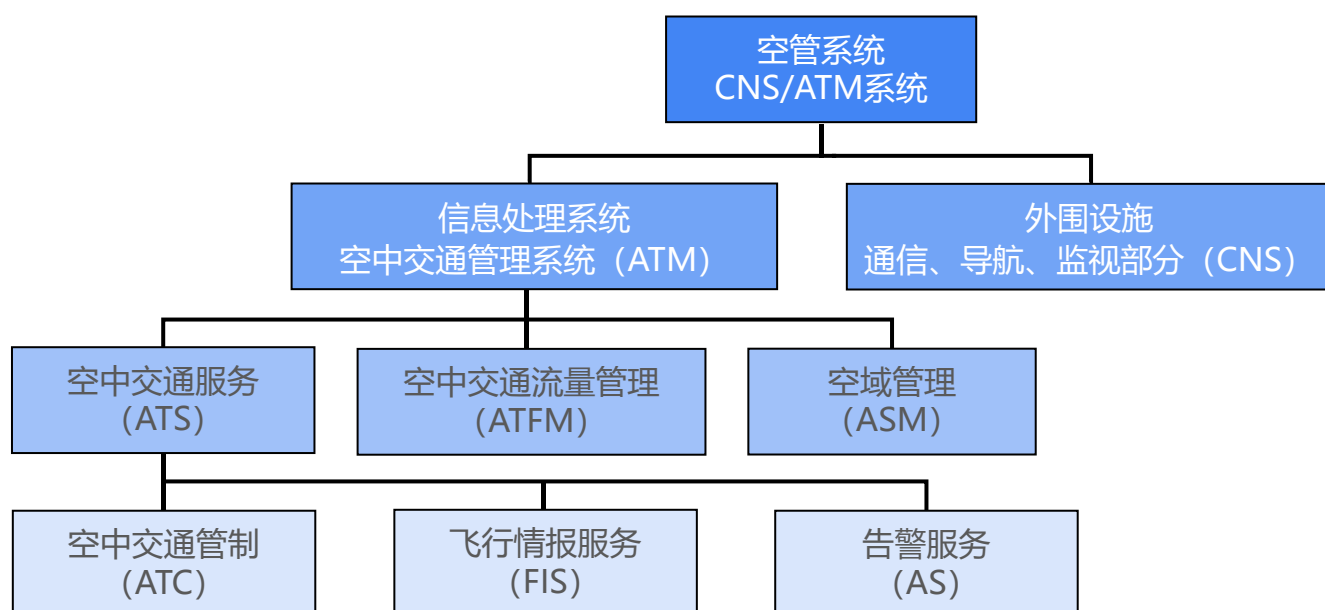 空管系统
CNS/ATM系统
信息处理系统
空中交通管理系统（ATM）
外围设施
通信、导航、监视部分（CNS）
空中交通服务
（ATS）
空中交通流量管理
（ATFM）
空域管理
（ASM）
空中交通管制
（ATC）
飞行情报服务
（FIS）
告警服务
（AS）